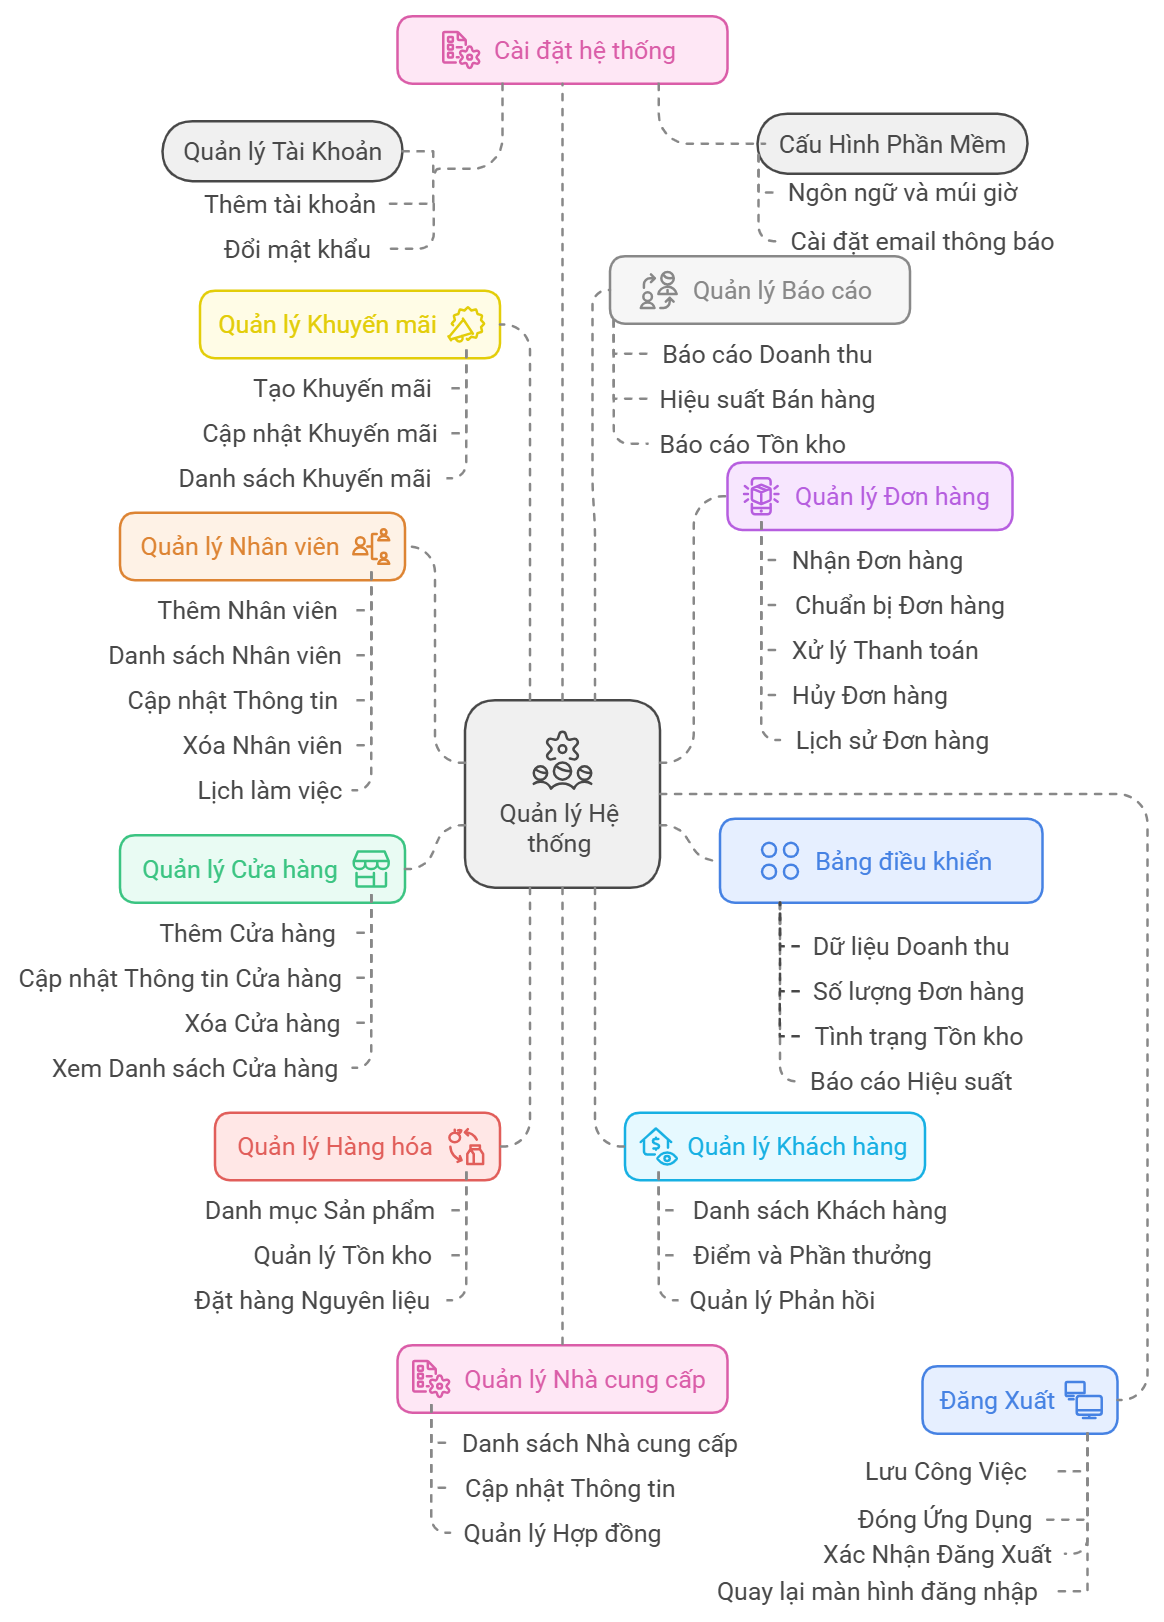 Cài đặt hệ thống
Quản lý Tài Khoản
Thêm tài khoản
Đổi mật khẩu
Cấu Hình Phần Mềm
Ngôn ngữ và múi giờ
Cài đặt email thông báo
Quản lý Khuyến mãi
Tạo Khuyến mãi
Cập nhật Khuyến mãi
Danh sách Khuyến mãi
Quản lý Báo cáo
Báo cáo Doanh thu
Hiệu suất Bán hàng
Báo cáo Tồn kho
Quản lý Nhân viên
Thêm Nhân viên
Danh sách Nhân viên
Cập nhật Thông tin
Xóa Nhân viên
Lịch làm việc
Quản lý Đơn hàng
Nhận Đơn hàng
Chuẩn bị Đơn hàng
Xử lý Thanh toán
Hủy Đơn hàng
Lịch sử Đơn hàng
Quản lý Hệ
thống
Quản lý Cửa hàng
Thêm Cửa hàng
Cập nhật Thông tin Cửa hàng
Xóa Cửa hàng
Xem Danh sách Cửa hàng
Bảng điều khiển
Dữ liệu Doanh thu
Số lượng Đơn hàng
Tình trạng Tồn kho
Báo cáo Hiệu suất
Quản lý Hàng hóa
Danh mục Sản phẩm
Quản lý Tồn kho
Đặt hàng Nguyên liệu
Quản lý Khách hàng
Danh sách Khách hàng
Điểm và Phần thưởng
Quản lý Phản hồi
Quản lý Nhà cung cấp
Danh sách Nhà cung cấp
Cập nhật Thông tin
Quản lý Hợp đồng
Đăng Xuất
Lưu Công Việc
Đóng Ứng Dụng
Xác Nhận Đăng Xuất
Quay lại màn hình đăng nhập